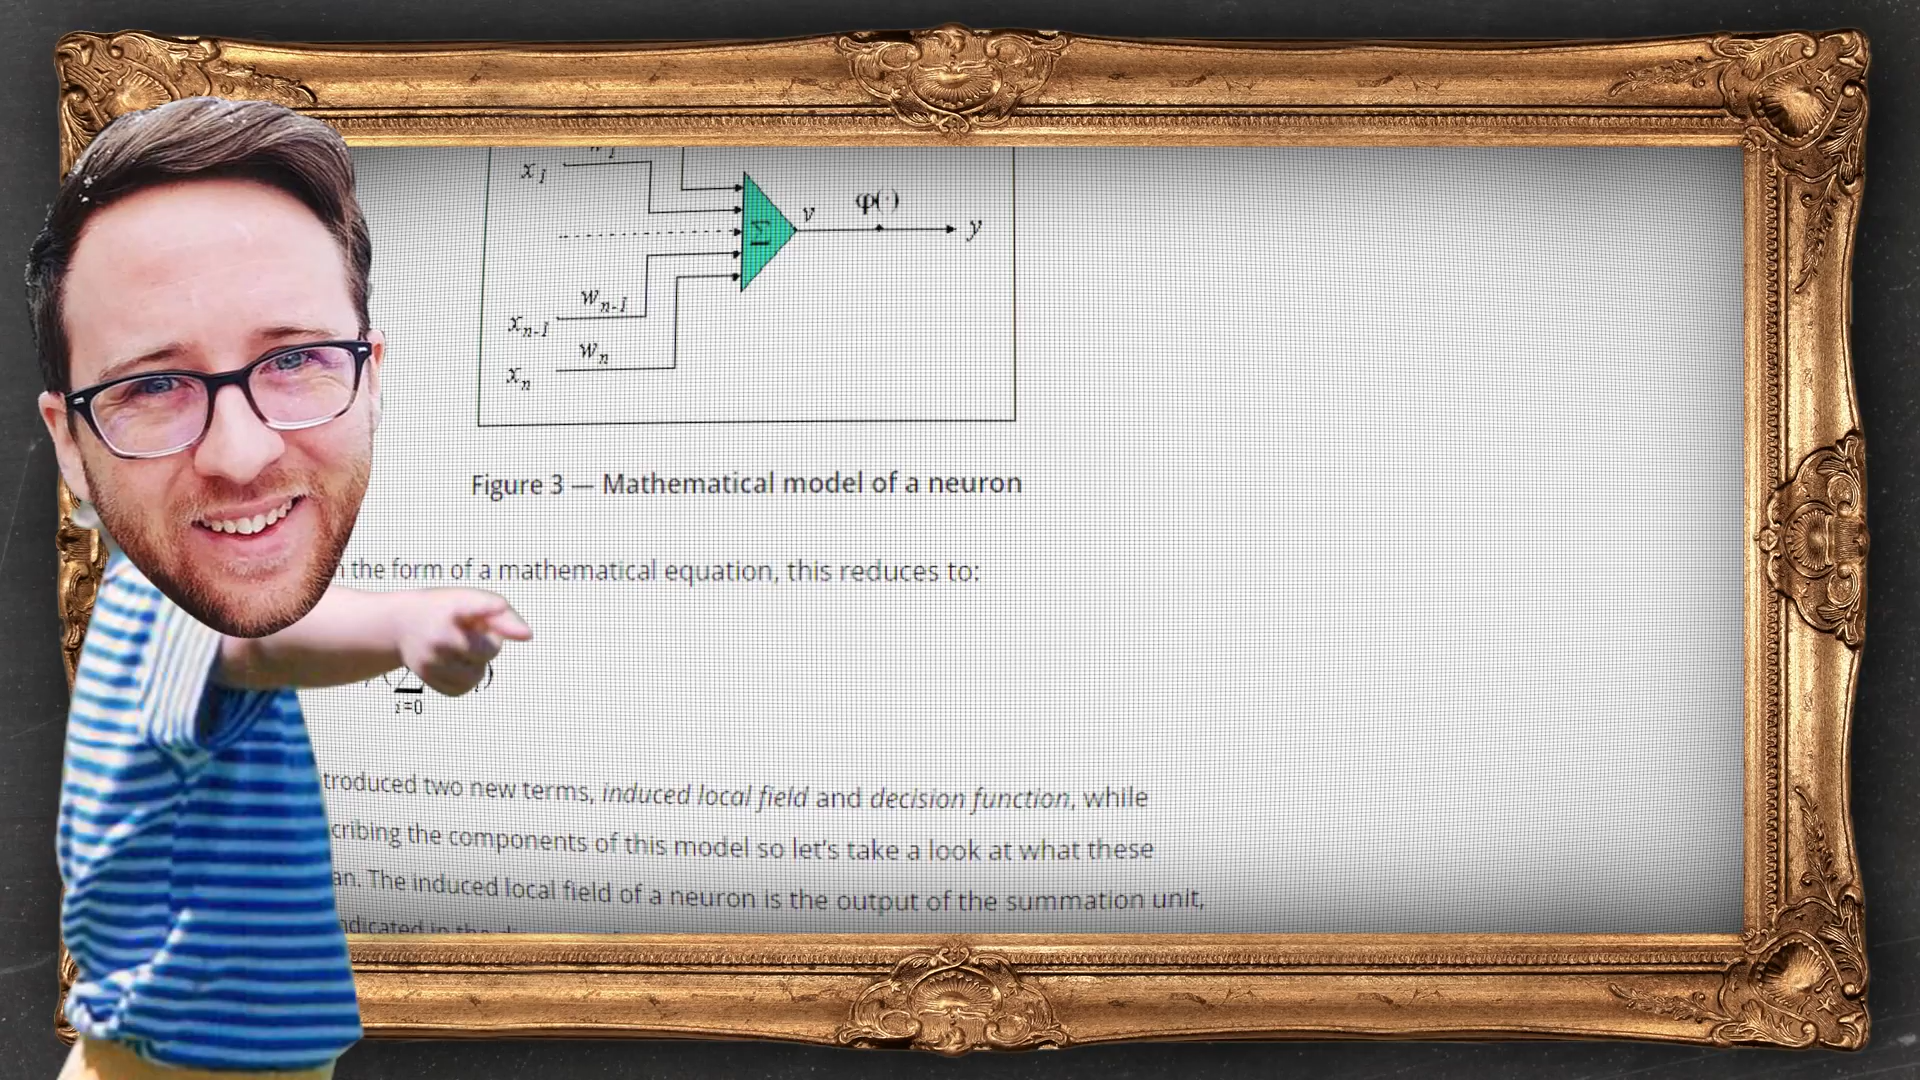 x1
v φ(·) y
Σ
wn-1
xn-1
wn
xn
Figure 3 — Mathematical model of a neuron
the form of a mathematical equation, this reduces to:
i=0
two new terms, induced local field and decision function, while
the components of this model so let's take a look at what these
The induced local field of a neuron is the output of the summation unit,